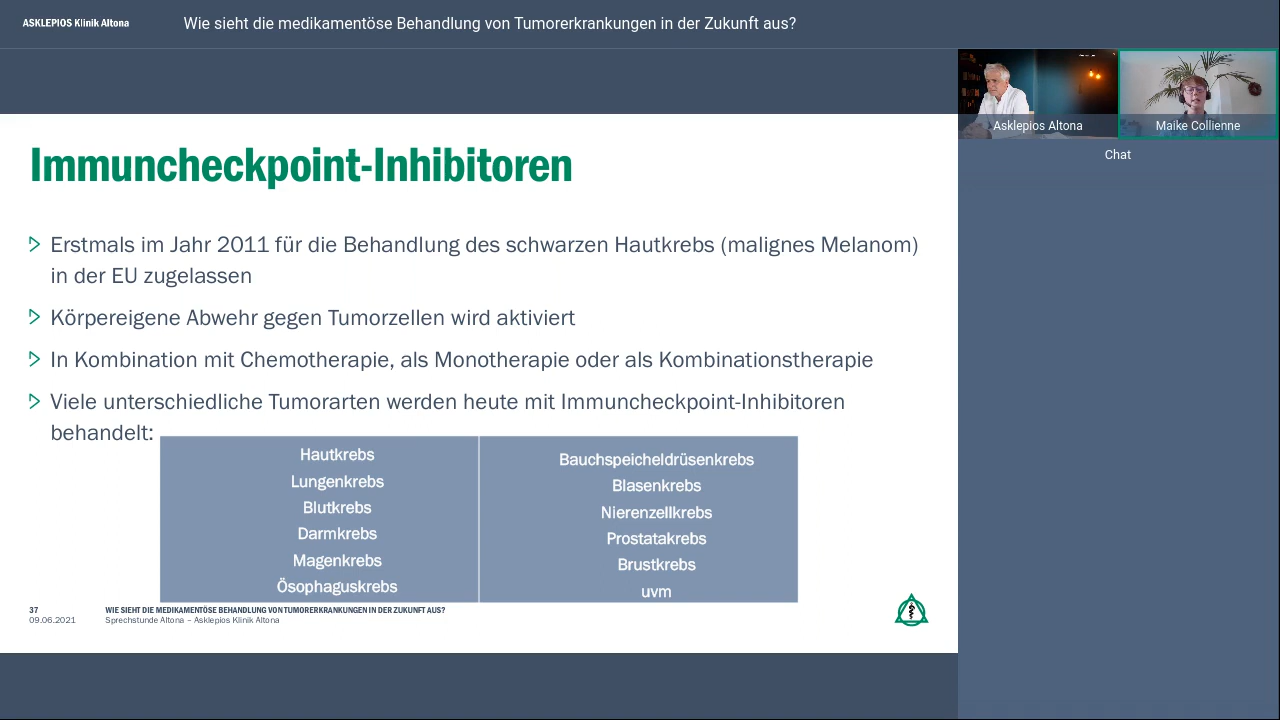 ASKLEPIOS Klinik Altona
Wie sieht die medikamentöse Behandlung von Tumorerkrankungen in der Zukunft aus?
Asklepios Altona
Maike Collienne
Chat
Immuncheckpoint-Inhibitoren
Erstmals im Jahr 2011 für die Behandlung des schwarzen Hautkrebs (malignes Melanom)
in der EU zugelassen
Körpereigene Abwehr gegen Tumorzellen wird aktiviert
In Kombination mit Chemotherapie, als Monotherapie oder als Kombinationstherapie
Viele unterschiedliche Tumorarten werden heute mit Immuncheckpoint-Inhibitoren
behandelt:
Hautkrebs
Lungenkrebs
Blutkrebs
Darmkrebs
Magenkrebs
Ösophaguskrebs
Bauchspeicheldrüsenkrebs
Blasenkrebs
Nierenzellkrebs
Prostatakrebs
Brustkrebs
uvm
37
WIE SIEHT DIE MEDIKAMENTÖSE BEHANDLUNG VON TUMORERKRANKUNGEN IN DER ZUKUNFT AUS?
09.06.2021
Sprechstunde Altona – Asklepios Klinik Altona